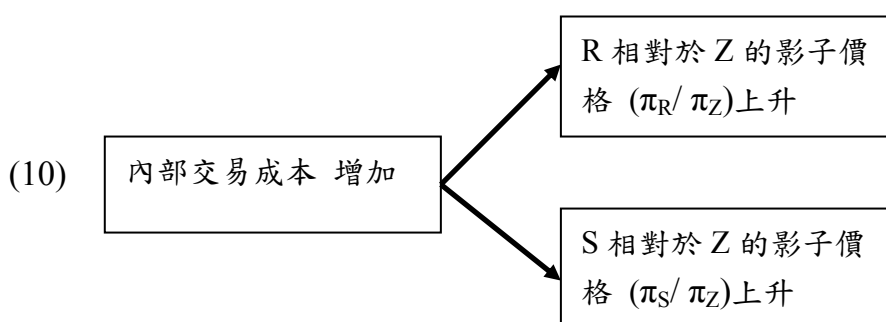 R 相對於 Z 的影子價
格 (πR/ πZ)上升
(10)
內部交易成本 增加
S 相對於 Z 的影子價
格 (πS/ πZ)上升